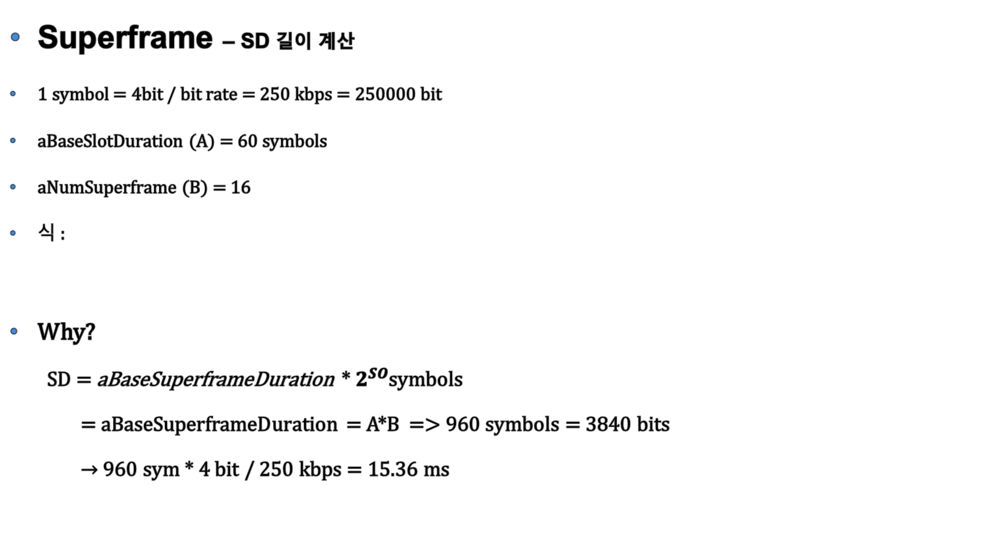 Superframe – SD 길이 계산
1 symbol = 4bit / bit rate = 250 kbps = 250000 bit
aBaseSlotDuration (A) = 60 symbols
aNumSuperframe (B) = 16
식 :
Why?
SD = aBaseSuperframeDuration * 2^SO symbols
= aBaseSuperframeDuration = A*B => 960 symbols = 3840 bits
→ 960 sym * 4 bit / 250 kbps = 15.36 ms